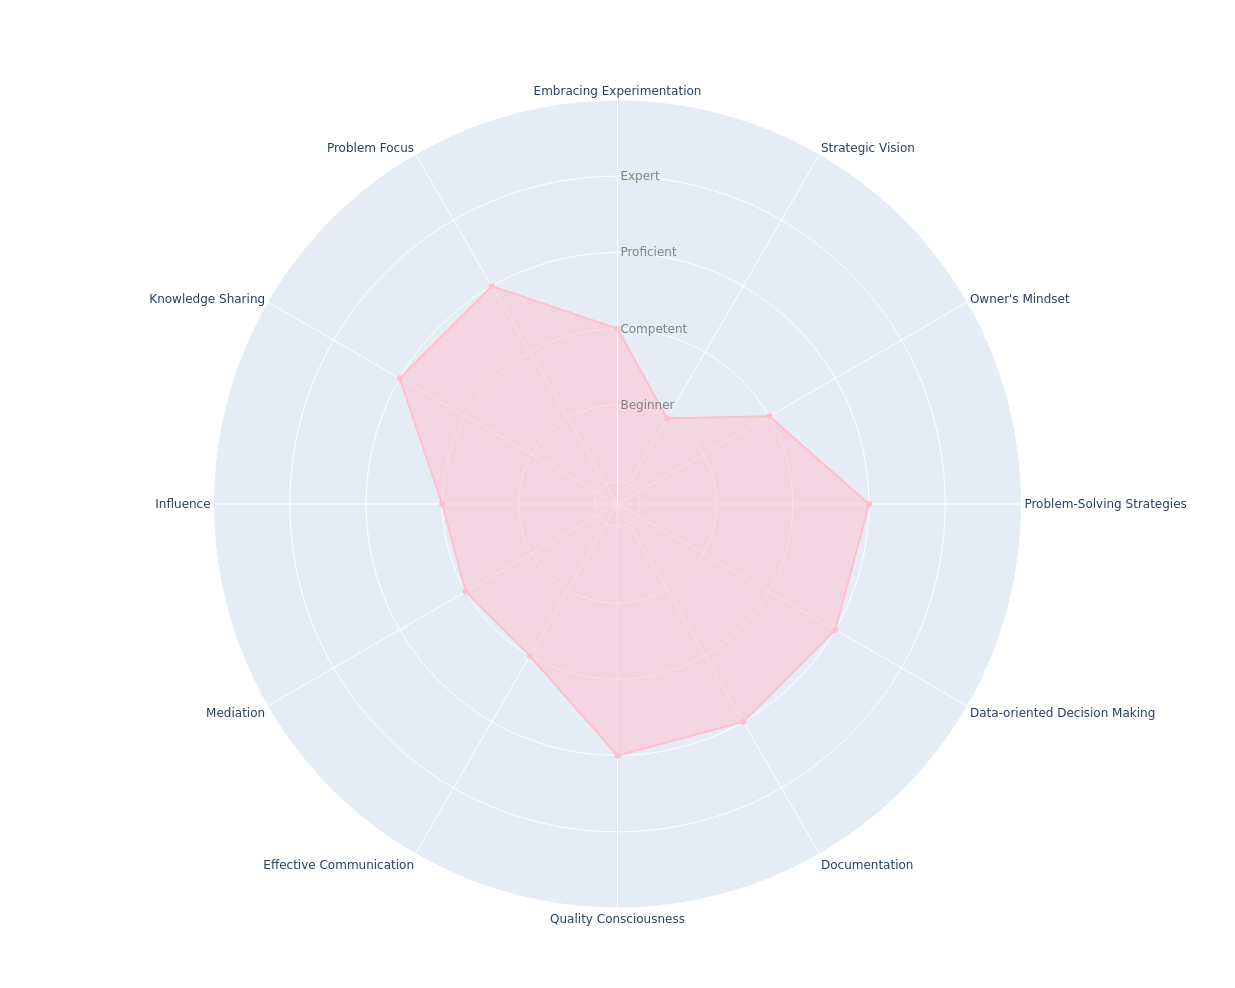 Embracing Experimentation
Problem Focus
Strategic Vision
Expert
Proficient
Knowledge Sharing
Owner's Mindset
Competent
Beginner
Influence
Problem-Solving Strategies
Mediation
Data-oriented Decision Making
Effective Communication
Documentation
Quality Consciousness